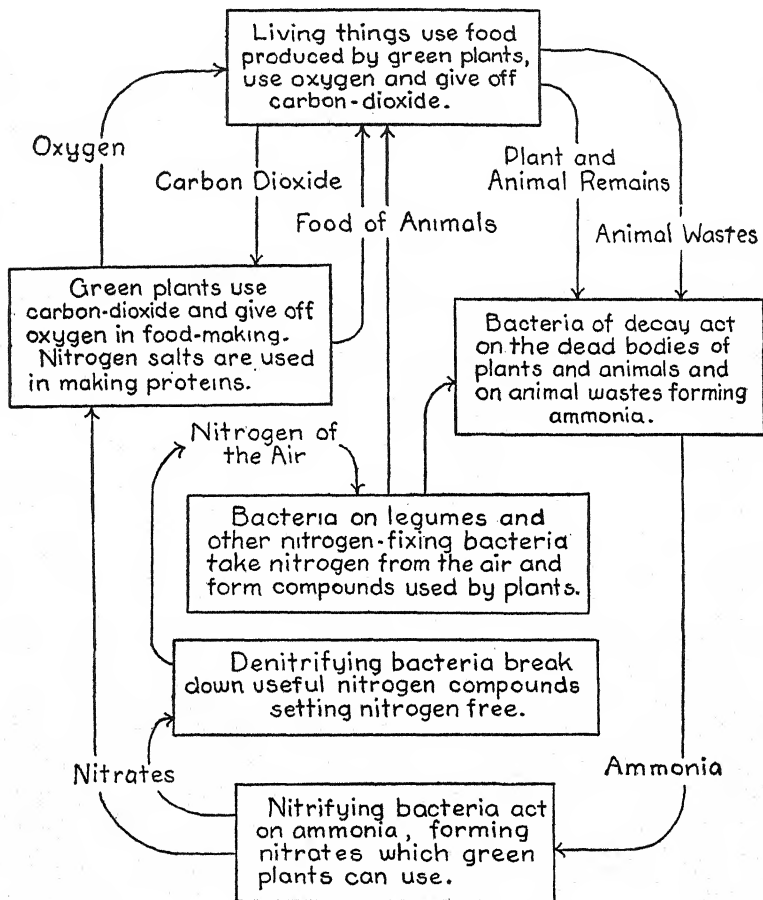 Living things use food
produced by green plants,
use oxygen and give off
carbon-dioxide.
Oxygen
Carbon Dioxide
Food of Animals
Plant and
Animal Remains
Animal Wastes
Green plants use
carbon-dioxide and give off
oxygen in food-making.
Nitrogen salts are used
in making proteins.
Bacteria of decay act
on the dead bodies of
plants and animals and
on animal wastes forming
ammonia.
Nitrogen of
the Air
Bacteria on legumes and
other nitrogen-fixing bacteria
take nitrogen from the air and
form compounds used by plants.
Denitrifying bacteria break
down useful nitrogen compounds
setting nitrogen free.
Nitrates
Ammonia
Nitrifying bacteria act
on ammonia, forming
nitrates which green
plants can use.